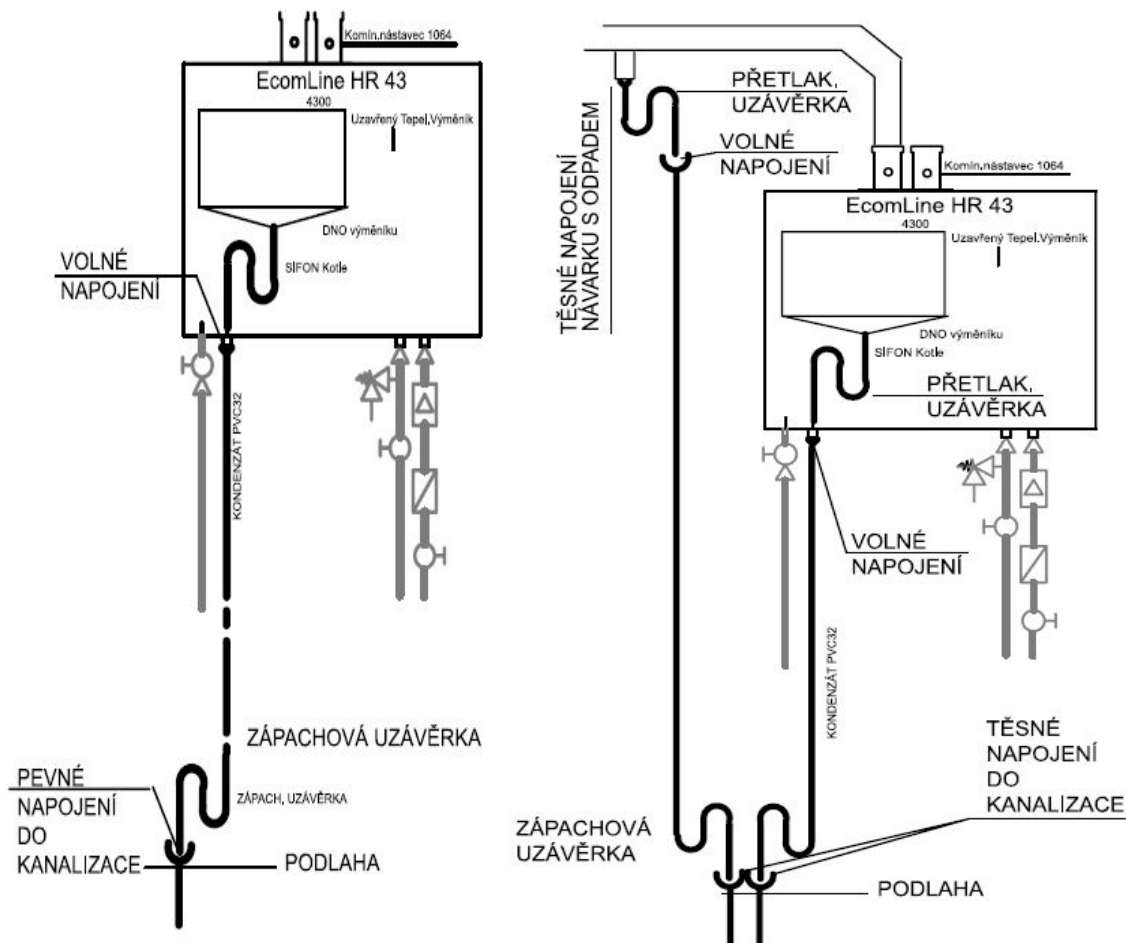 Komín.nástavec 1064
EcomLine HR 43
4300
Uzavřený Tepel.Výměník
DNO výměníku
SÍFON Kotle
VOLNÉ
NAPOJENÍ
KONDENZÁT PVC32
ZÁPACHOVÁ UZÁVĚRKA
ZÁPACH, UZÁVĚRKA
PEVNÉ
NAPOJENÍ
DO
KANALIZACE
PODLAHA
PŘETLAK,
UZÁVĚRKA
VOLNÉ
NAPOJENÍ
TĚSNÉ NAPOJENÍ
NÁVARKU S ODPADEM
Komín.nástavec 1064
EcomLine HR 43
4300
Uzavřený Tepel.Výměník
DNO výměníku
SÍFON Kotle
PŘETLAK,
UZÁVĚRKA
VOLNÉ
NAPOJENÍ
KONDENZÁT PVC32
TĚSNÉ
NAPOJENÍ
DO
KANALIZACE
ZÁPACHOVÁ
UZÁVĚRKA
PODLAHA